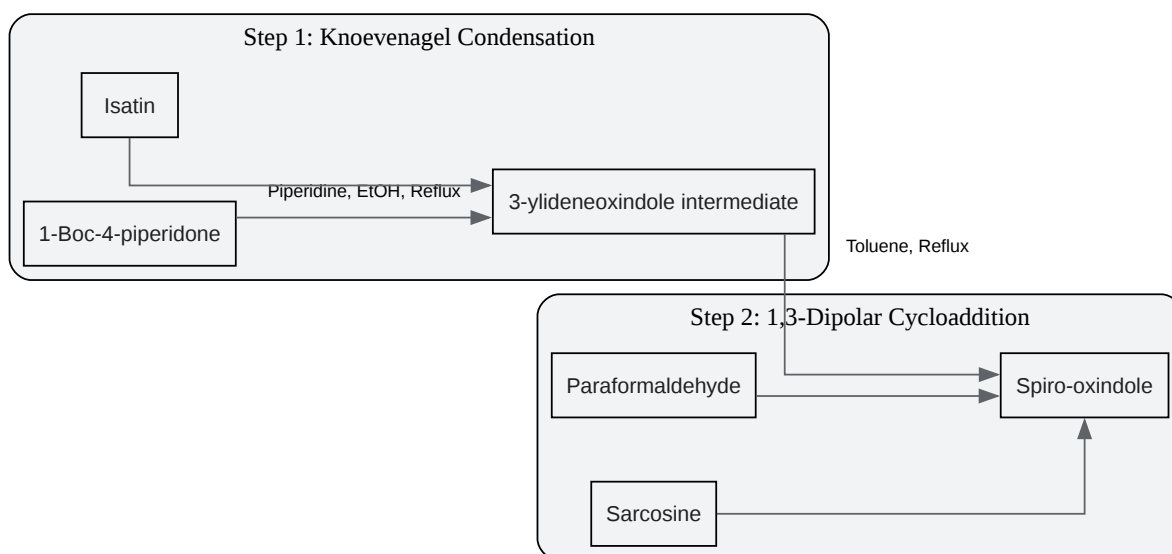 Step 1: Knoevenagel Condensation
Isatin
Piperidine, EtOH, Reflux
3-ylideneoxindole intermediate
1-Boc-4-piperidone
Toluene, Reflux
Step 2: 1,3-Dipolar Cycloaddition
Paraformaldehyde
Spiro-oxindole
Sarcosine